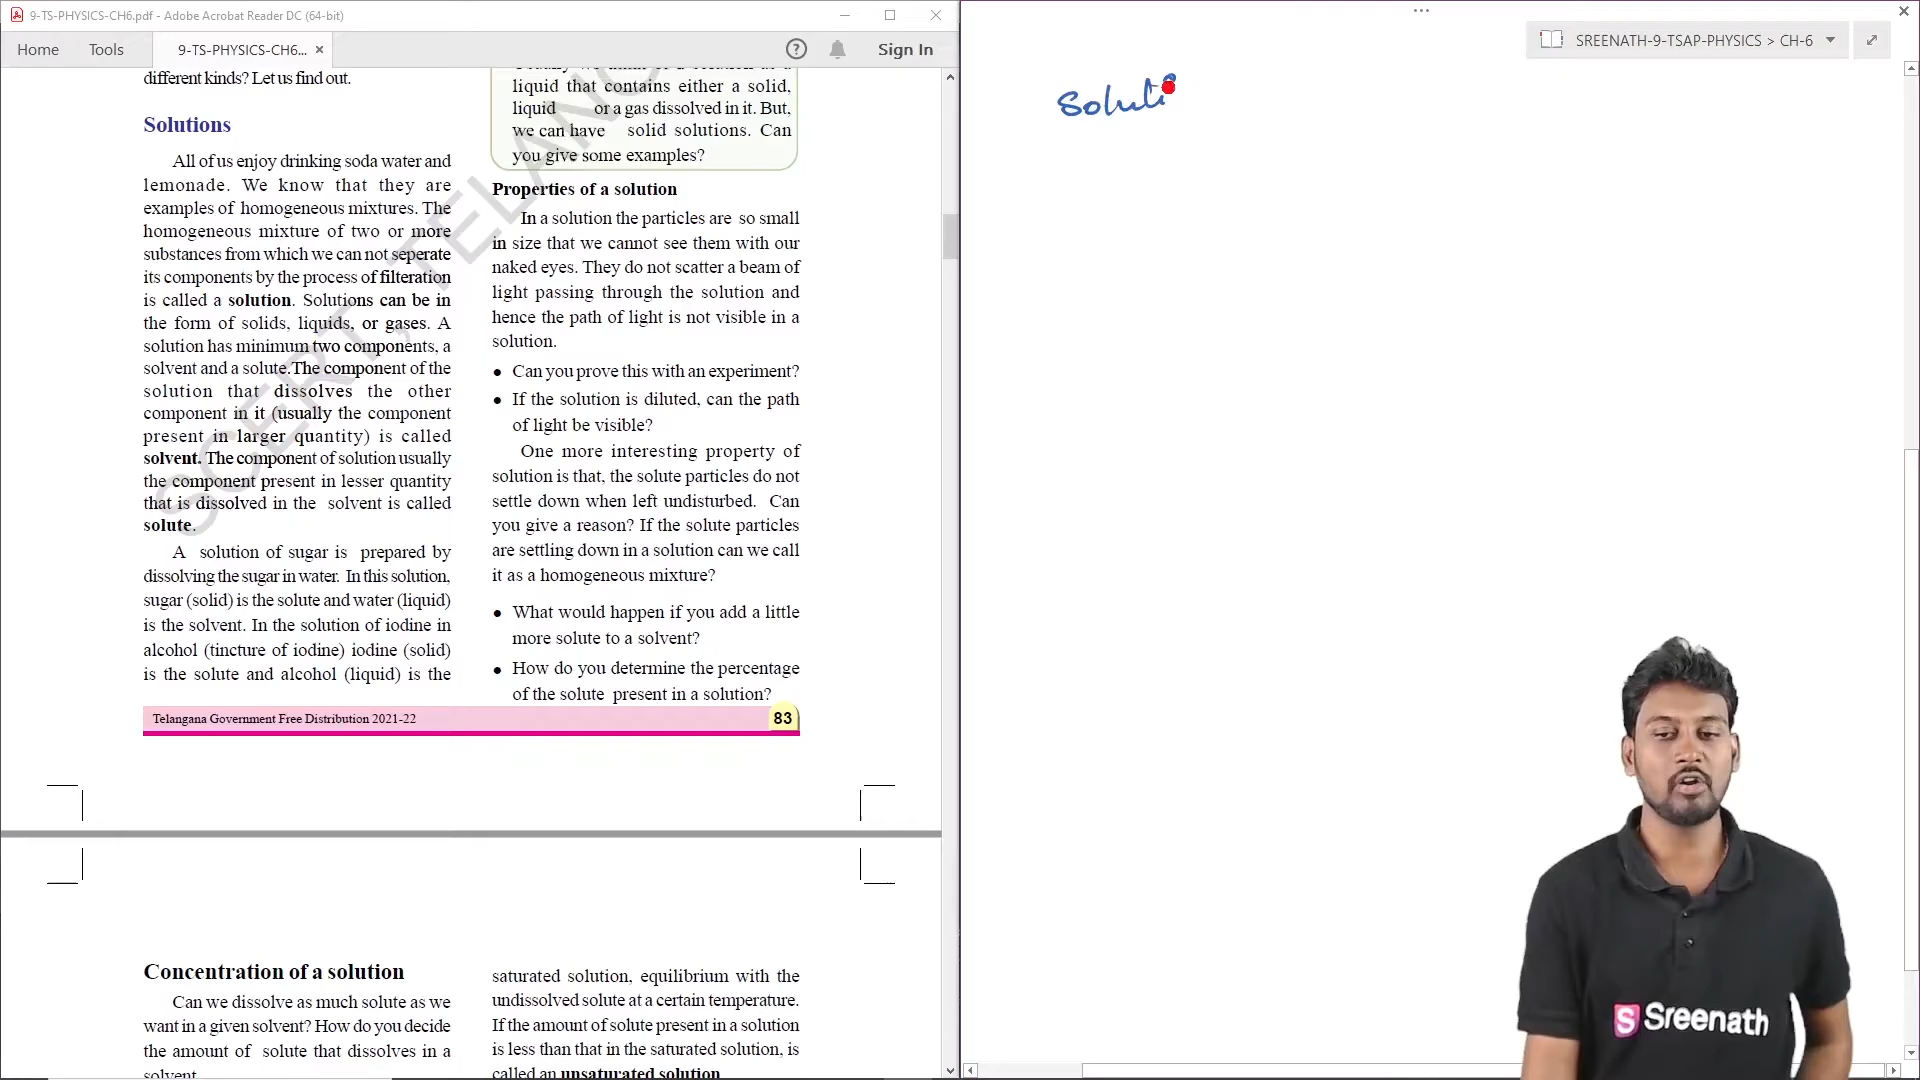 9-TS-PHYSICS-CH6.pdf - Adobe Acrobat Reader DC (64-bit)
Home
Tools
9-TS-PHYSICS-CH6...
Sign In
different kinds? Let us find out.
Solutions
All of us enjoy drinking soda water and
lemonade. We know that they are
examples of homogeneous mixtures. The
homogeneous mixture of two or more
substances from which we can not seperate
its components by the process of filteration
is called a solution. Solutions can be in
the form of solids, liquids, or gases. A
solution has minimum two components, a
solvent and a solute.The component of the
solution that dissolves the other
component in it (usually the component
present in larger quantity) is called
solvent. The component of solution usually
the component present in lesser quantity
that is dissolved in the solvent is called
solute.
A solution of sugar is prepared by
dissolving the sugar in water. In this solution,
sugar (solid) is the solute and water (liquid)
is the solvent. In the solution of iodine in
alcohol (tincture of iodine) iodine (solid)
is the solute and alcohol (liquid) is the
liquid that contains either a solid,
liquid or a gas dissolved in it. But,
we can have solid solutions. Can
you give some examples?
Properties of a solution
In a solution the particles are so small
in size that we cannot see them with our
naked eyes. They do not scatter a beam of
light passing through the solution and
hence the path of light is not visible in a
solution.
• Can you prove this with an experiment?
• If the solution is diluted, can the path
of light be visible?
One more interesting property of
solution is that, the solute particles do not
settle down when left undisturbed. Can
you give a reason? If the solute particles
are settling down in a solution can we call
it as a homogeneous mixture?
• What would happen if you add a little
more solute to a solvent?
• How do you determine the percentage
of the solute present in a solution?
SCERT, TELAN
Telangana Government Free Distribution 2021-22
83
Concentration of a solution
Can we dissolve as much solute as we
want in a given solvent? How do you decide
the amount of solute that dissolves in a
solvent
saturated solution, equilibrium with the
undissolved solute at a certain temperature.
If the amount of solute present in a solution
is less than that in the saturated solution, is
called an unsaturated solution
SREENATH-9-TSAP-PHYSICS > CH-6
Soluti
S Sreenath